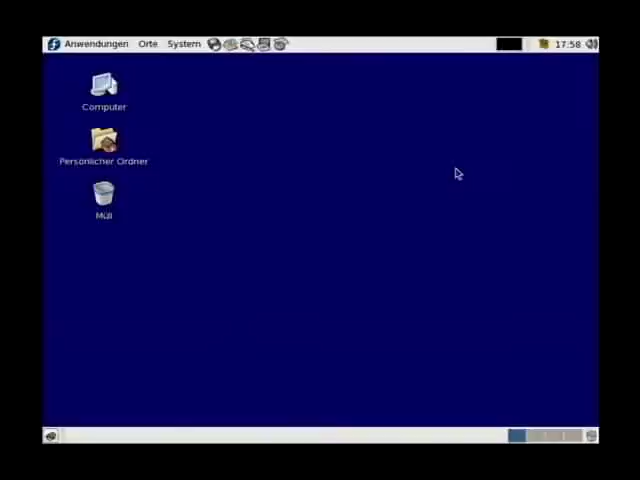 Anwendungen Orte System 17:58
Computer
Persönlicher Ordner
Müll